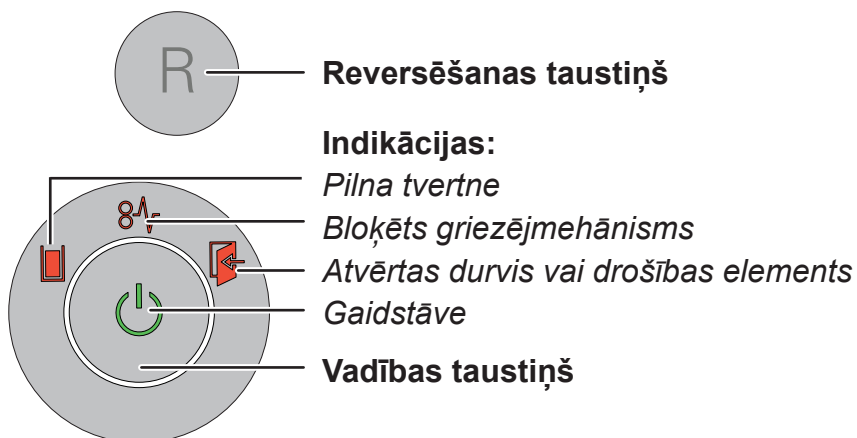 R
Reversēšanas taustiņš
Indikācijas:
Pilna tvertne
Bloķēts griezējmehānisms
Atvērtas durvis vai drošības elements
Gaidstāve
Vadības taustiņš